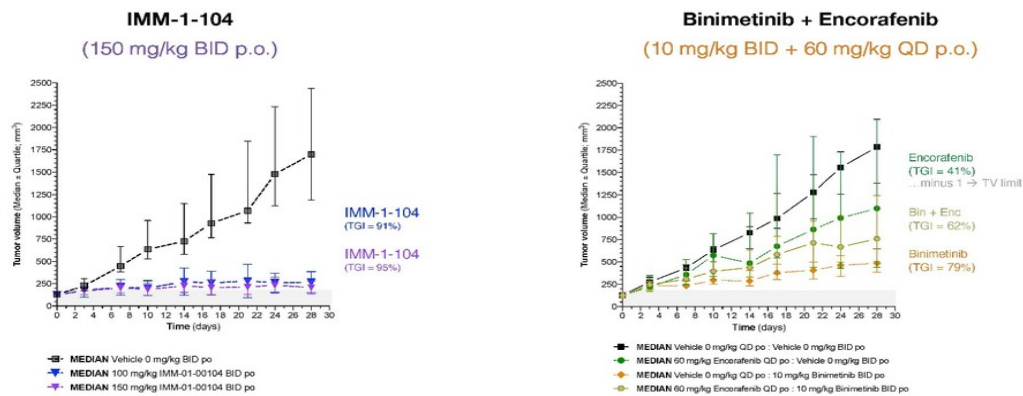 IMM-1-104
(150 mg/kg BID p.o.)
Tumor volume (Median ± Quartile; mm³)
2500
2250
2000
1750
1500
1250
1000
750
500
250
0
0 2 4 6 8 10 12 14 16 18 20 22 24 26 28 30
Time (days)
IMM-1-104
(TGI = 91%)
IMM-1-104
(TGI = 95%)
MEDIAN Vehicle 0 mg/kg BID po
MEDIAN 100 mg/kg IMM-01-00104 BID po
MEDIAN 150 mg/kg IMM-01-00104 BID po
Binimetinib + Encorafenib
(10 mg/kg BID + 60 mg/kg QD p.o.)
Tumor volume (Median ± Quartile; mm³)
2500
2250
2000
1750
1500
1250
1000
750
500
250
0
0 2 4 6 8 10 12 14 16 18 20 22 24 26 28 30
Time (days)
Encorafenib
(TGI = 41%)
...minus 1 → TV limit
Bin + Enc
(TGI = 62%)
Binimetinib
(TGI = 79%)
MEDIAN Vehicle 0 mg/kg QD po : Vehicle 0 mg/kg BID po
MEDIAN 60 mg/kg Encorafenib QD po : Vehicle 0 mg/kg BID po
MEDIAN Vehicle 0 mg/kg QD po : 10 mg/kg Binimetinib BID po
MEDIAN 60 mg/kg Encorafenib QD po : 10 mg/kg Binimetinib BID po